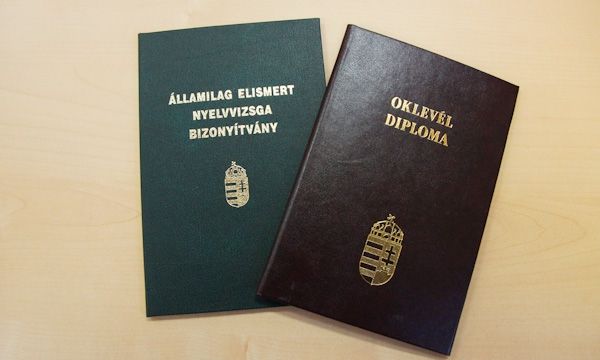 ÁLLAMILAG ELISMERT
NYELVVIZSGA
BIZONYÍTVÁNY
OKLEVÉL
DIPLOMA